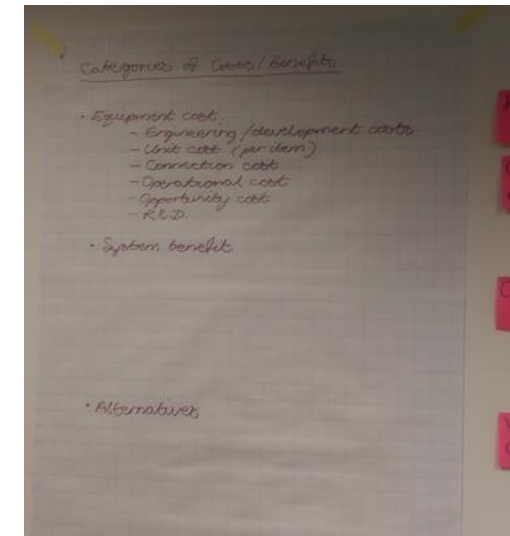 Categories of Costs/Benefits
• Equipment cost.
- Engineering/development costs.
- Unit cost (per item)
- Connection cost
- Operational cost
- Opportunity cost
- R&D.
• System benefit
• Alternatives